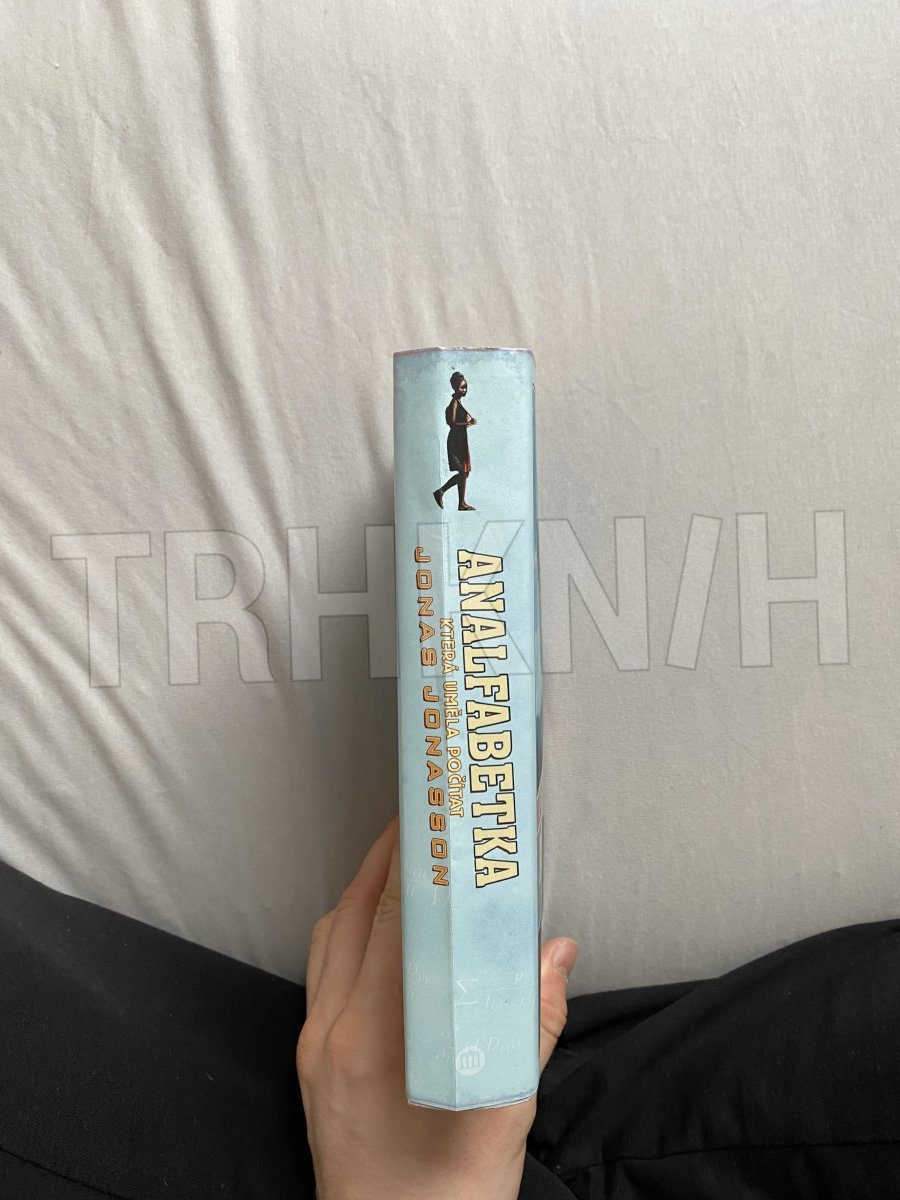 ANALFABETKA
KTERÁ UMĚLA POČÍTAT
JONAS JONASSON
TRHKNIH